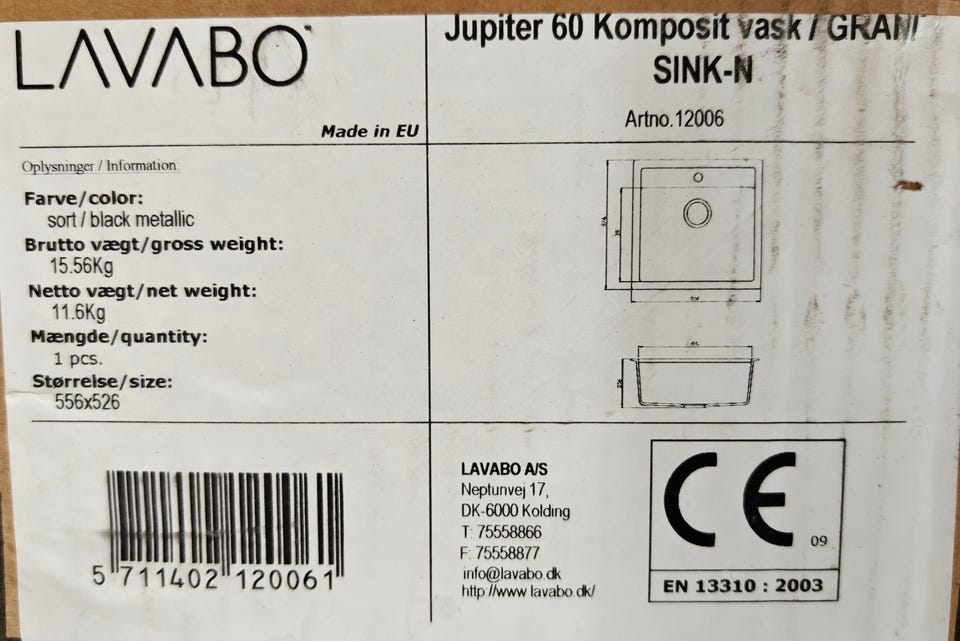 LAVABO
Made in EU
Jupiter 60 Komposit vask / GRANI
SINK-N
Artno.12006
Oplysninger / Information:
Farve/color:
sort / black metallic
Brutto vægt/gross weight:
15.56Kg
Netto vægt/net weight:
11.6Kg
Mængde/quantity:
1 pcs.
Størrelse/size:
556x526
5 711402 120061
LAVABO A/S
Neptunvej 17,
DK-6000 Kolding
T: 75558866
F: 75558877
info@lavabo.dk
http://www.lavabo.dk/
CE
09
EN 13310 : 2003